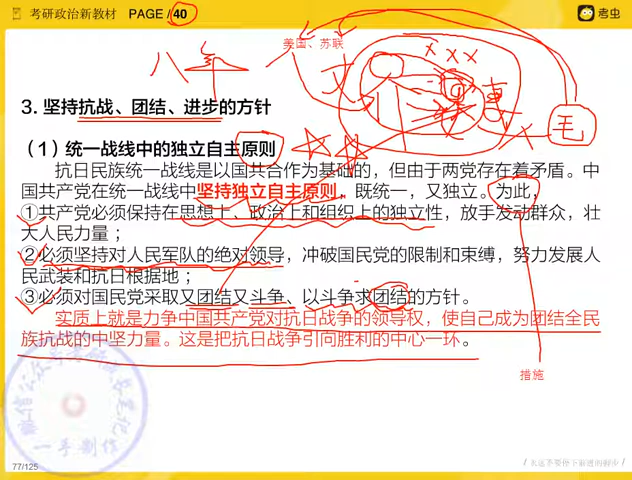 考研政治新教材 PAGE / 40
考虫
美国、苏联
八年
毛
3. 坚持抗战、团结、进步的方针
（1）统一战线中的独立自主原则
抗日民族统一战线是以国共合作为基础的，但由于两党存在着矛盾。中
国共产党在统一战线中坚持独立自主原则，既统一，又独立。为此，
①共产党必须保持在思想上、政治上和组织上的独立性，放手发动群众，壮
大人民力量；
②必须坚持对人民军队的绝对领导，冲破国民党的限制和束缚，努力发展人
民武装和抗日根据地；
③必须对国民党采取又团结又斗争、以斗争求团结的方针。
实质上就是力争中国共产党对抗日战争的领导权，使自己成为团结全民
族抗战的中坚力量。这是把抗日战争引向胜利的中心一环。
措施
一手制作
77/125